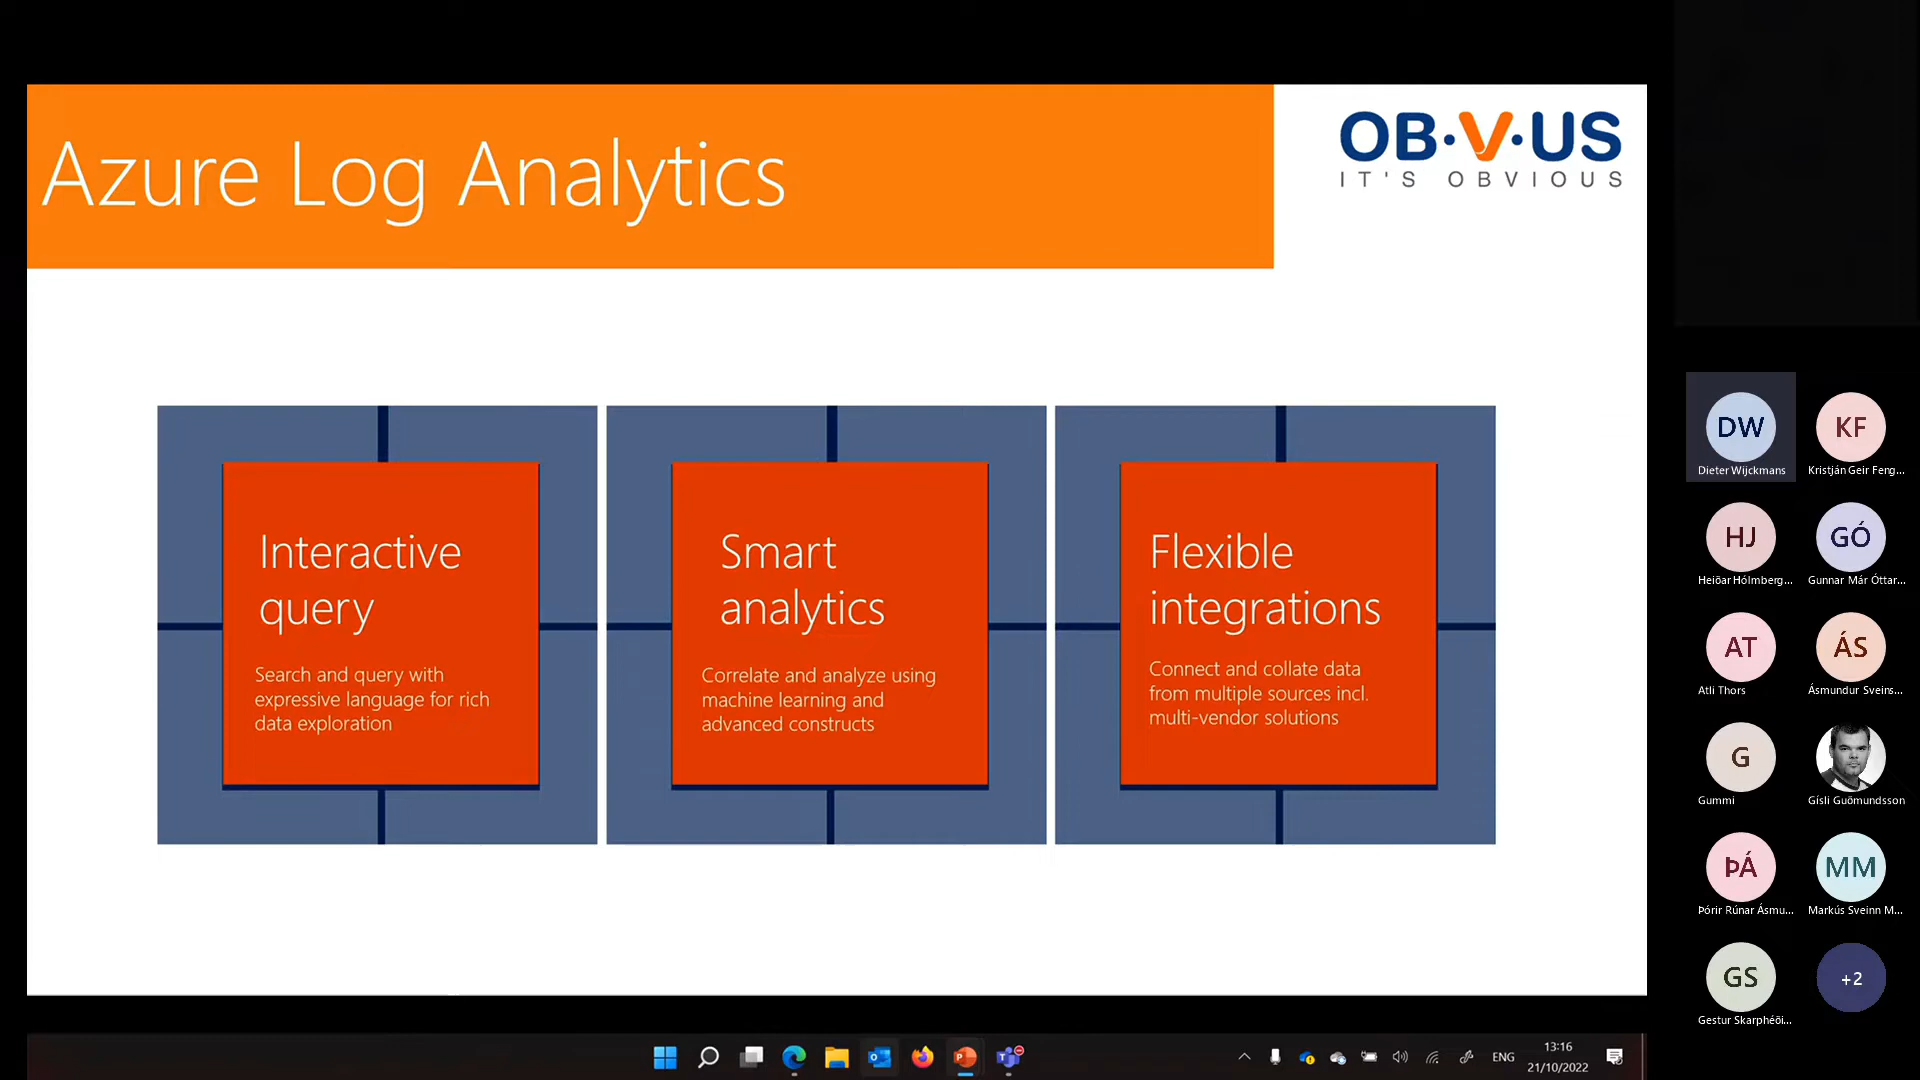 Azure Log Analytics
OB·V·US
IT'S OBVIOUS
Interactive
query
Search and query with
expressive language for rich
data exploration
Smart
analytics
Correlate and analyze using
machine learning and
advanced constructs
Flexible
integrations
Connect and collate data
from multiple sources incl.
multi-vendor solutions
DW
Dieter Wijckmans
KF
Kristján Geir Feng...
HJ
Heiðar Hólmberg...
GÓ
Gunnar Már Óttar...
AT
Atli Thors
ÁS
Ásmundur Sveins...
G
Gummi
Gísli Guðmundsson
ÞÁ
Þórir Rúnar Ásmu...
MM
Markús Sveinn M...
GS
Gestur Skarphéði...
+2
ENG
13:16
21/10/2022